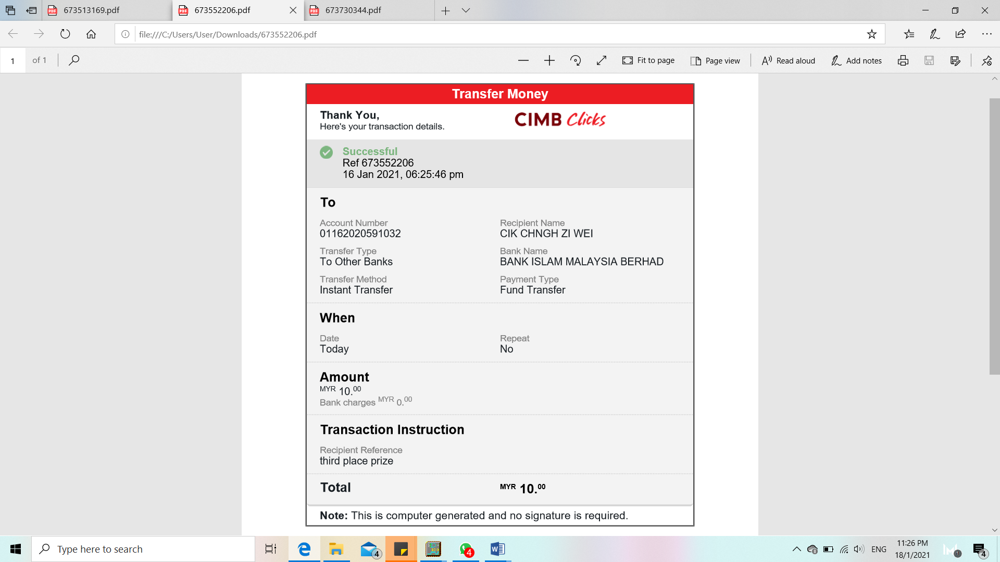 673513169.pdf
673552206.pdf
673730344.pdf
file:///C:/Users/User/Downloads/673552206.pdf
1 of 1
Fit to page
Page view
Read aloud
Add notes
Transfer Money
Thank You,
Here's your transaction details.
CIMB Clicks
Successful
Ref 673552206
16 Jan 2021, 06:25:46 pm
To
Account Number
01162020591032
Recipient Name
CIK CHNGH ZI WEI
Transfer Type
To Other Banks
Bank Name
BANK ISLAM MALAYSIA BERHAD
Transfer Method
Instant Transfer
Payment Type
Fund Transfer
When
Date
Today
Repeat
No
Amount
MYR 10.00
Bank charges MYR 0.00
Transaction Instruction
Recipient Reference
third place prize
Total MYR 10.00
Note: This is computer generated and no signature is required.
Type here to search
4
4
ENG
11:26 PM
18/1/2021
1
4